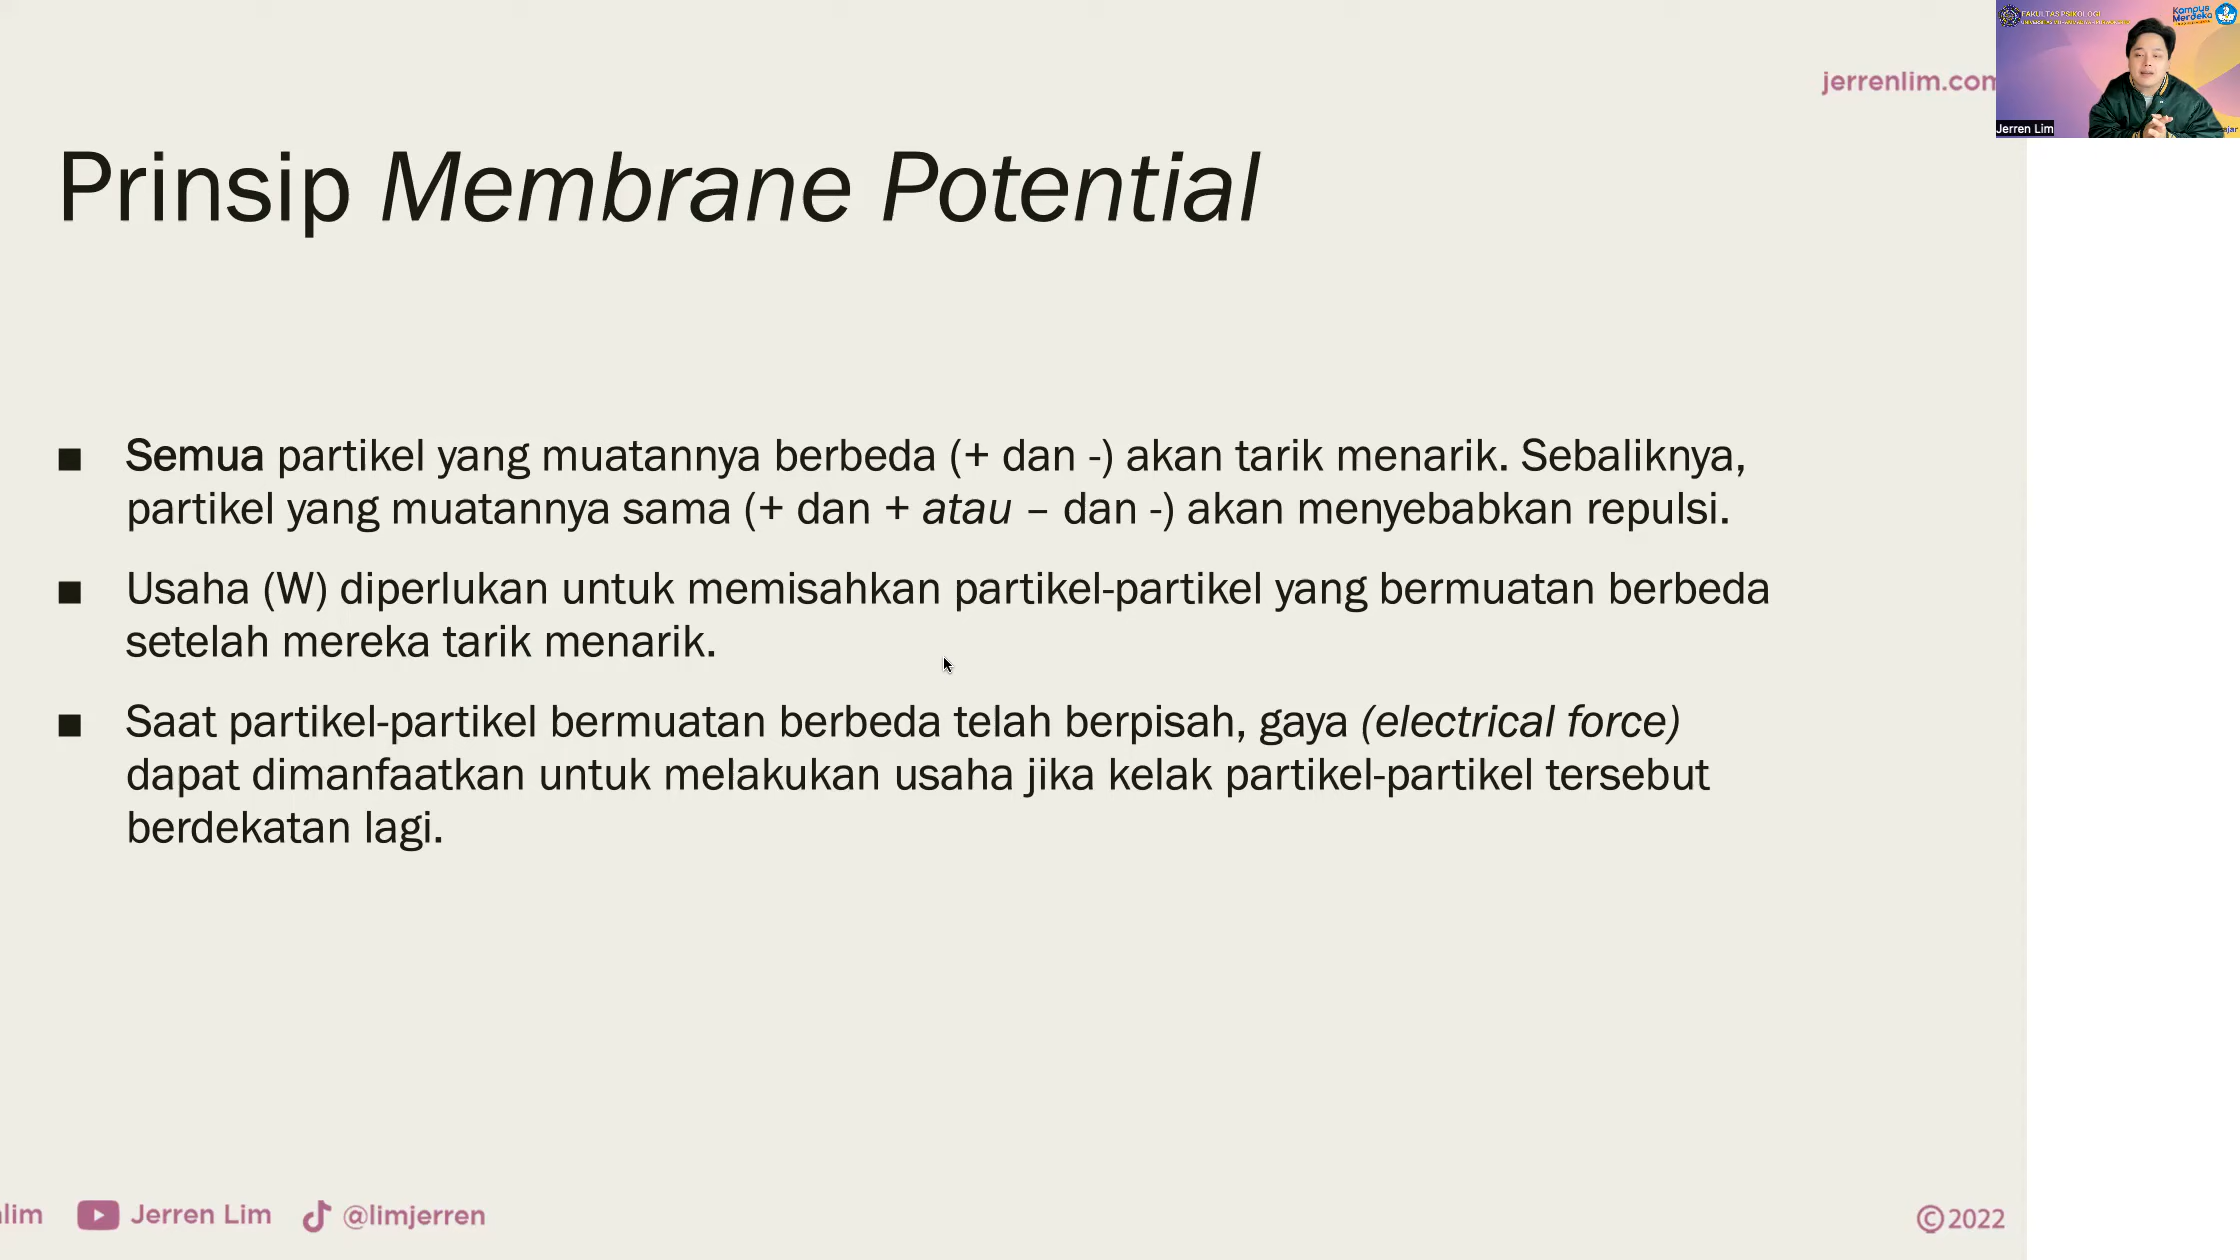 FAKULTAS PSIKOLOGI
Kampus
Merdeka
jerrenlim.com
Jerren Lim
Prinsip Membrane Potential
■ Semua partikel yang muatannya berbeda (+ dan -) akan tarik menarik. Sebaliknya,
partikel yang muatannya sama (+ dan + atau – dan -) akan menyebabkan repulsi.
■ Usaha (W) diperlukan untuk memisahkan partikel-partikel yang bermuatan berbeda
setelah mereka tarik menarik.
■ Saat partikel-partikel bermuatan berbeda telah berpisah, gaya (electrical force)
dapat dimanfaatkan untuk melakukan usaha jika kelak partikel-partikel tersebut
berdekatan lagi.
lim Jerren Lim @limjerren
©2022